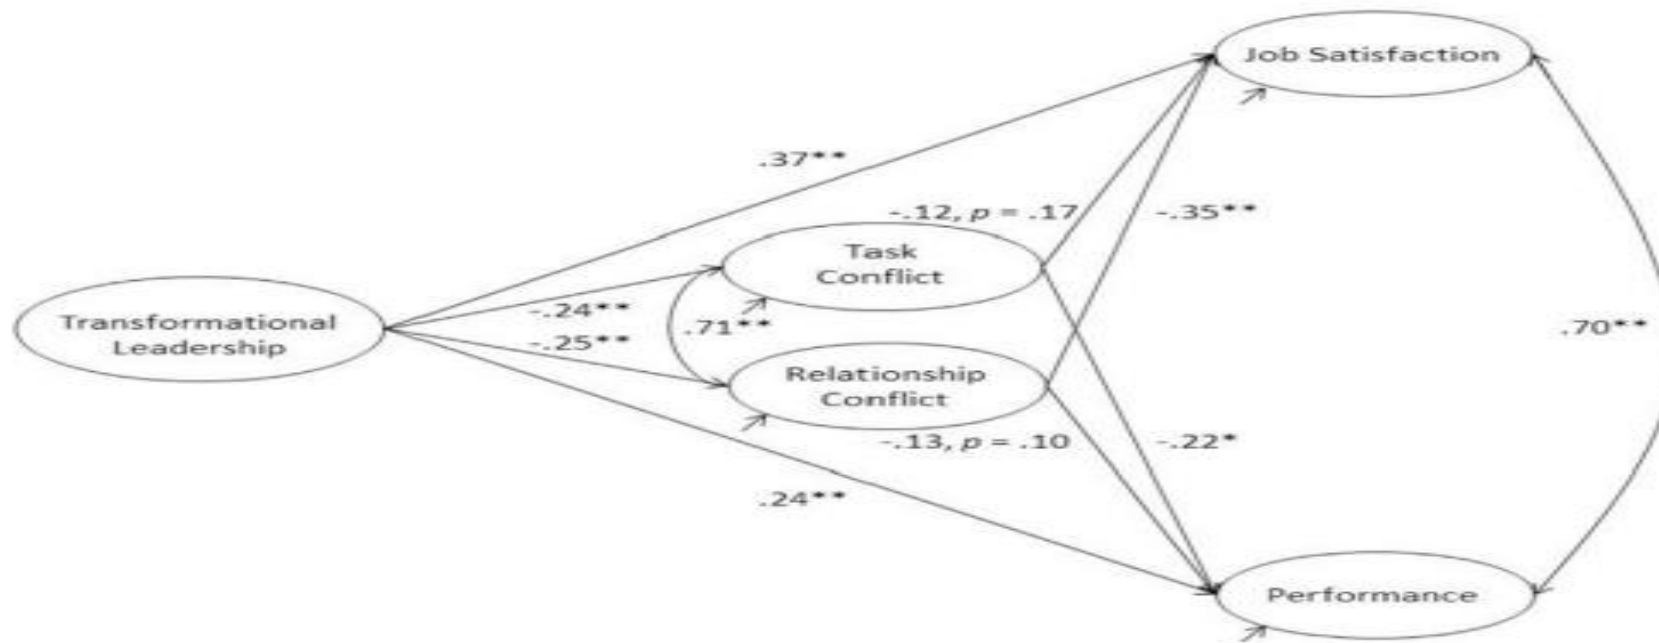 Job Satisfaction
.37**
-.12, p = .17
-.35**
Task
Conflict
Transformational
Leadership
-.24**
.71**
.70**
-.25**
Relationship
Conflict
-.13, p = .10
-.22*
.24**
Performance